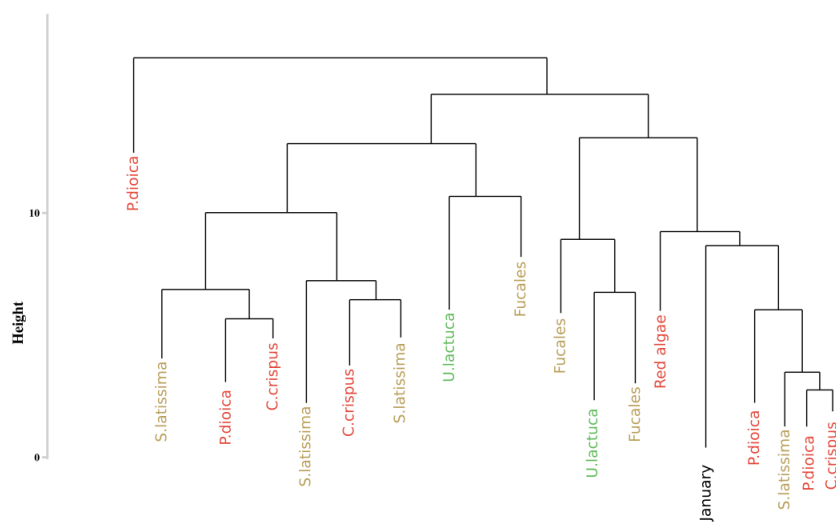 Height
10
0
P.dioica
S.latissima
P.dioica
C.crispus
S.latissima
C.crispus
S.latissima
U.lactuca
Fucales
Fucales
U.lactuca
Fucales
Red algae
January
P.dioica
S.latissima
P.dioica
C.crispus